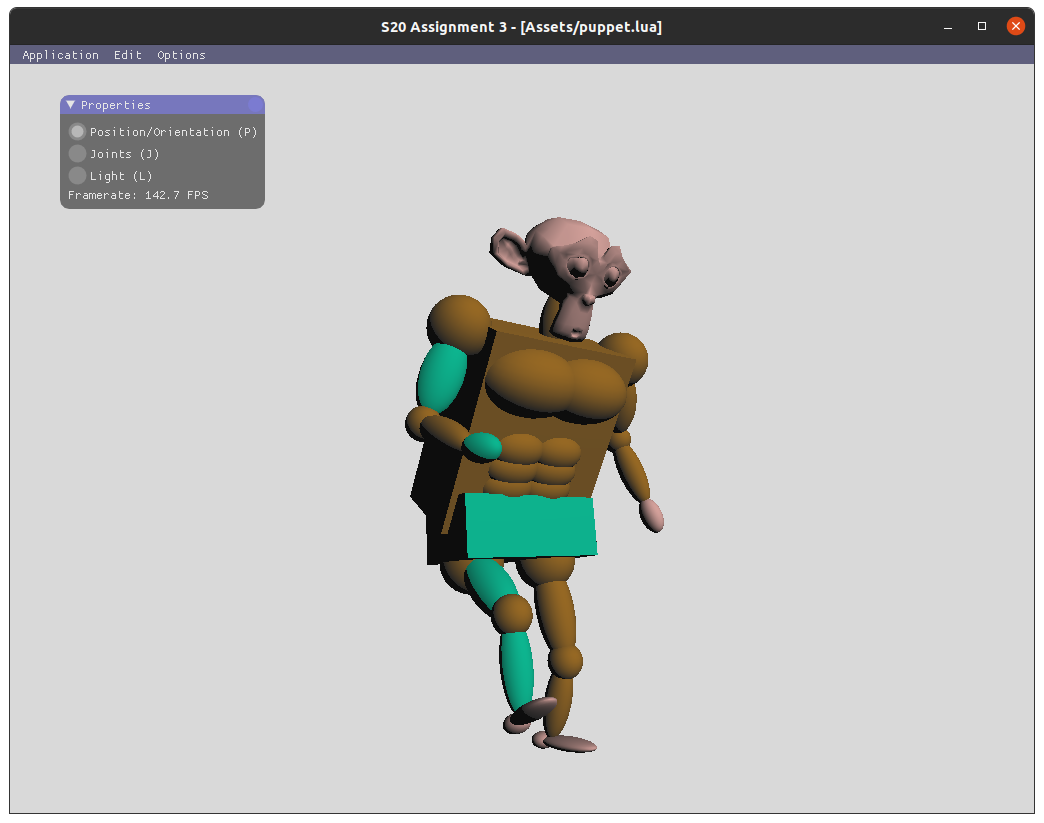 S20 Assignment 3 - [Assets/puppet.lua]
Application Edit Options
Properties
Position/Orientation (P)
Joints (J)
Light (L)
Framerate: 142.7 FPS